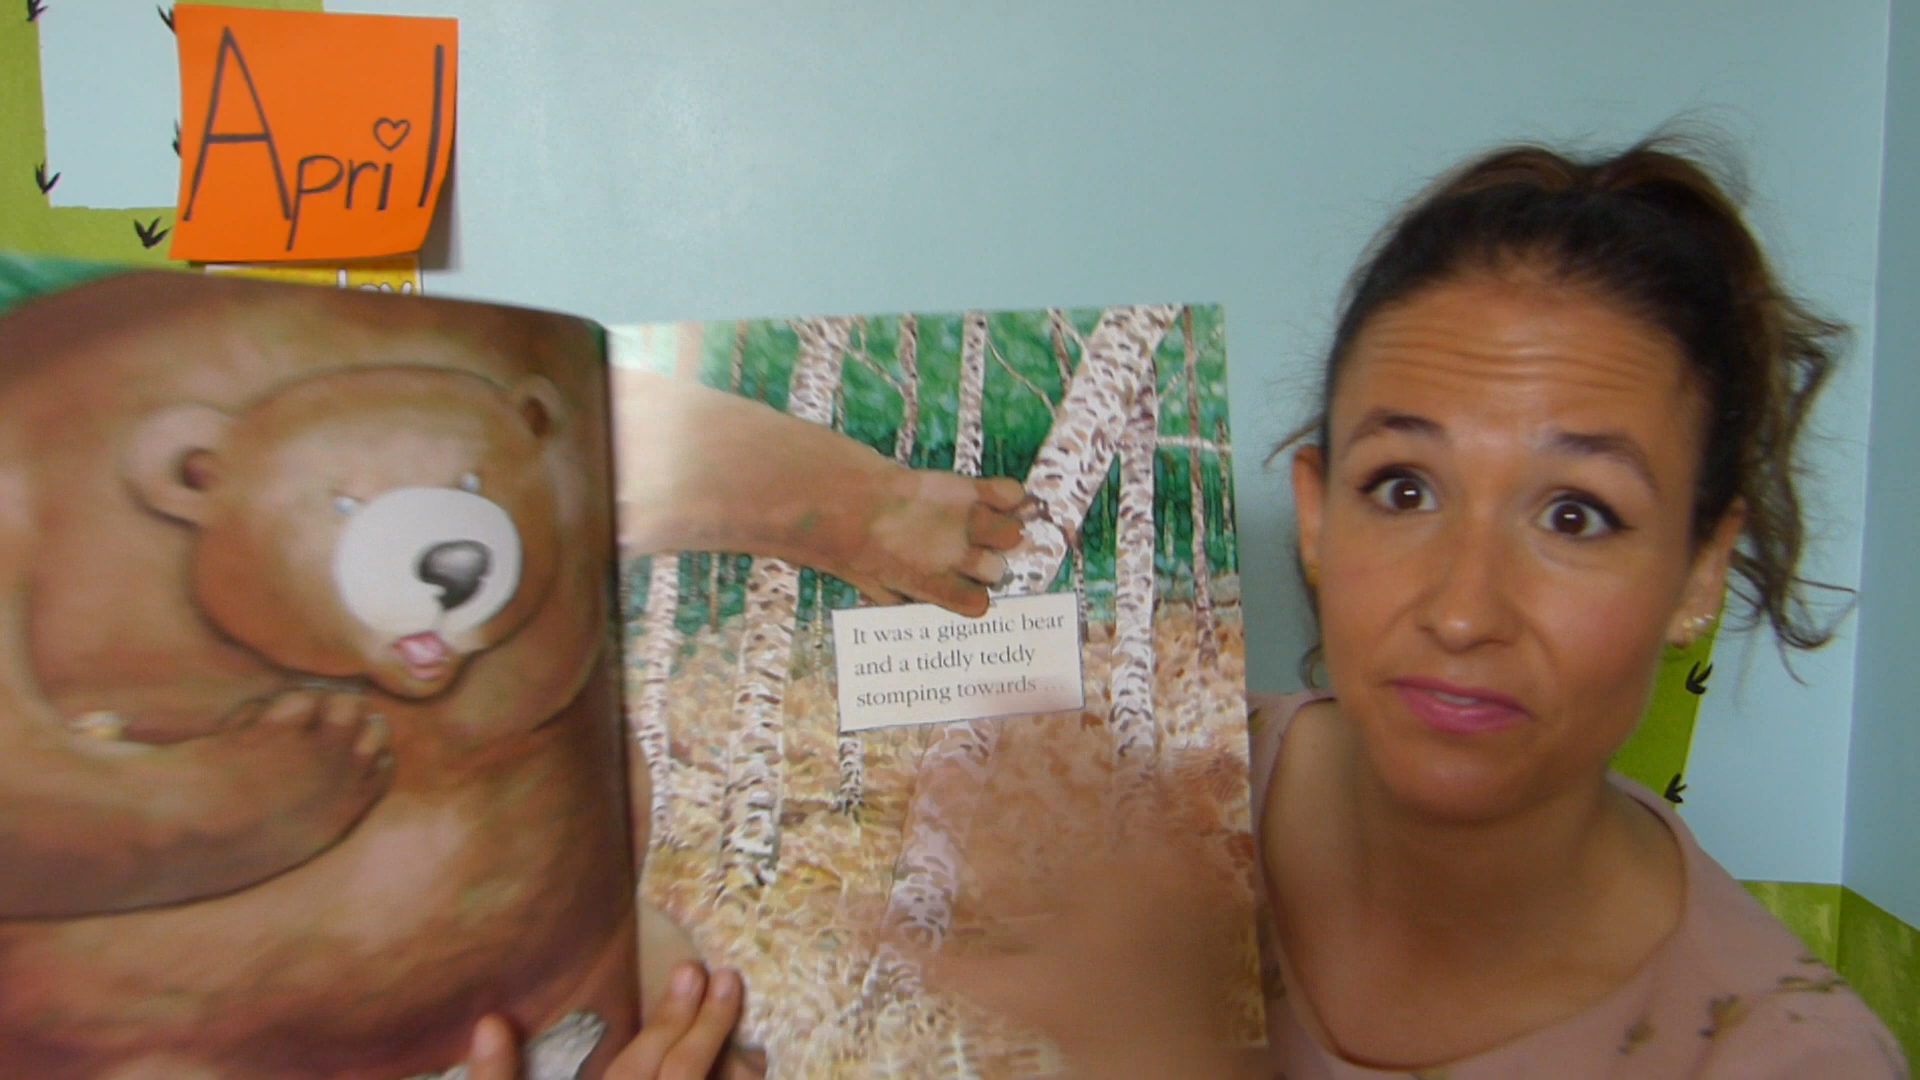 April
It was a gigantic bear
and a tiddly teddy
stomping towards ...